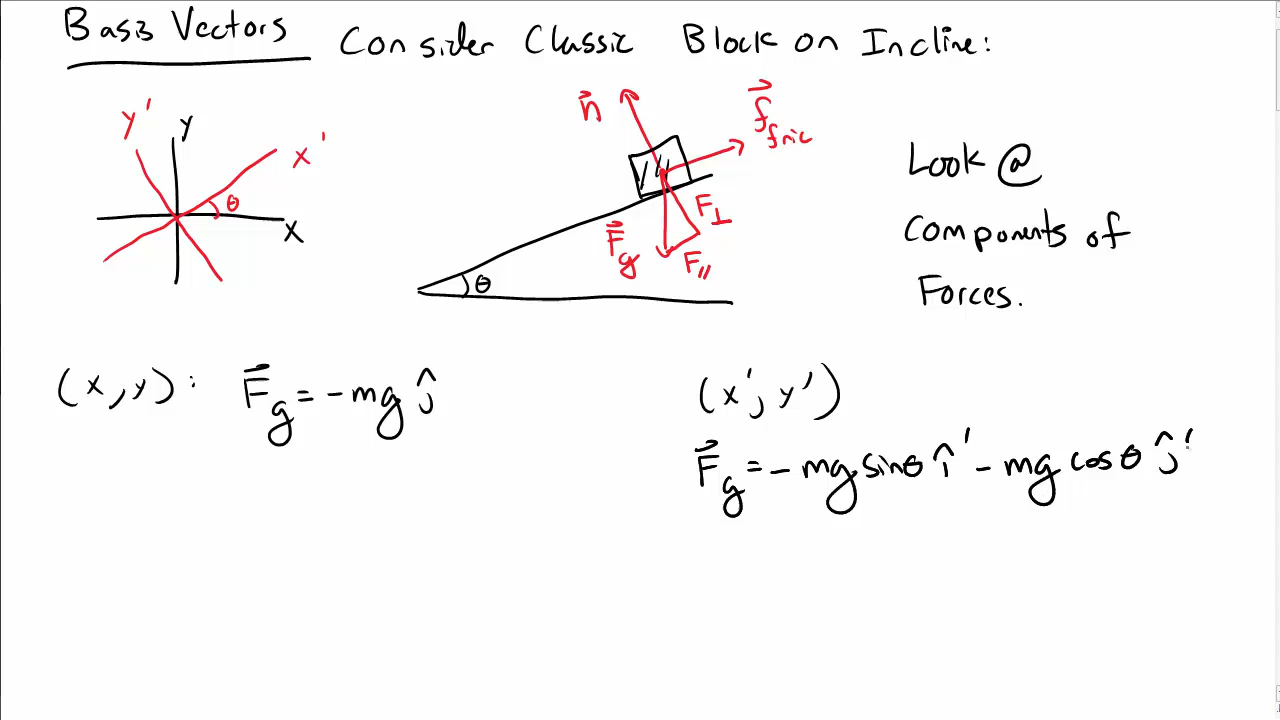 Basis Vectors Consider Classic Block on Incline:
y' y x' θ x
n⃗ f⃗ fric
F⃗g F⊥ F||
θ
Look @
components of
Forces.
(x,y): F⃗g = -mg ĵ
(x', y')
F⃗g = - mg sinθ î' - mg cosθ ĵ'